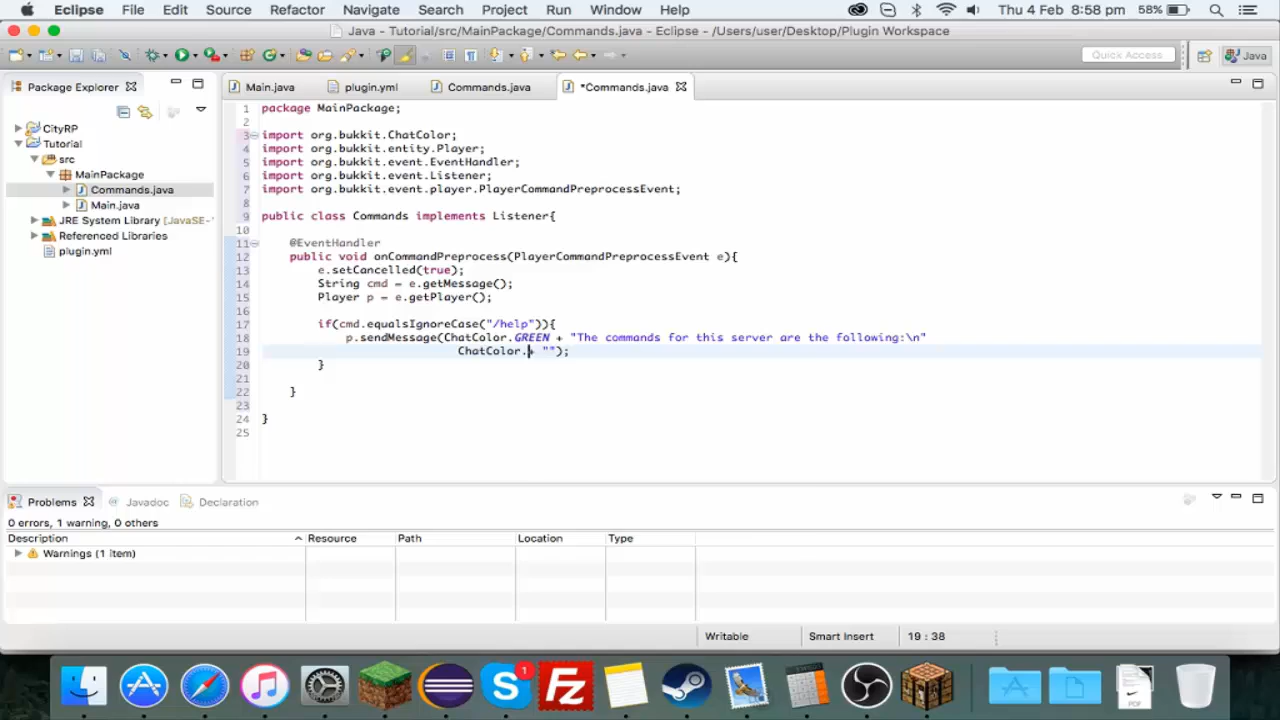 Eclipse File Edit Source Refactor Navigate Search Project Run Window Help Thu 4 Feb 8:58 pm 58%
Java - Tutorial/src/MainPackage/Commands.java - Eclipse - /Users/user/Desktop/Plugin Workspace
Quick Access Java
Package Explorer Main.java plugin.yml Commands.java *Commands.java
CityRP
Tutorial
src
MainPackage
Commands.java
Main.java
JRE System Library [JavaSE-
Referenced Libraries
plugin.yml
1 package MainPackage;
2
3 import org.bukkit.ChatColor;
4 import org.bukkit.entity.Player;
5 import org.bukkit.event.EventHandler;
6 import org.bukkit.event.Listener;
7 import org.bukkit.event.player.PlayerCommandPreprocessEvent;
8
9 public class Commands implements Listener{
10
11 @EventHandler
12 public void onCommandPreprocess(PlayerCommandPreprocessEvent e){
13 e.setCancelled(true);
14 String cmd = e.getMessage();
15 Player p = e.getPlayer();
16
17 if(cmd.equalsIgnoreCase("/help")){
18 p.sendMessage(ChatColor.GREEN + "The commands for this server are the following:\n"
19 ChatColor.+ "");
20 }
21
22 }
23
24 }
25
Problems Javadoc Declaration
0 errors, 1 warning, 0 others
Description Resource Path Location Type
Warnings (1 item)
Writable Smart Insert 19 : 38
1
PDF